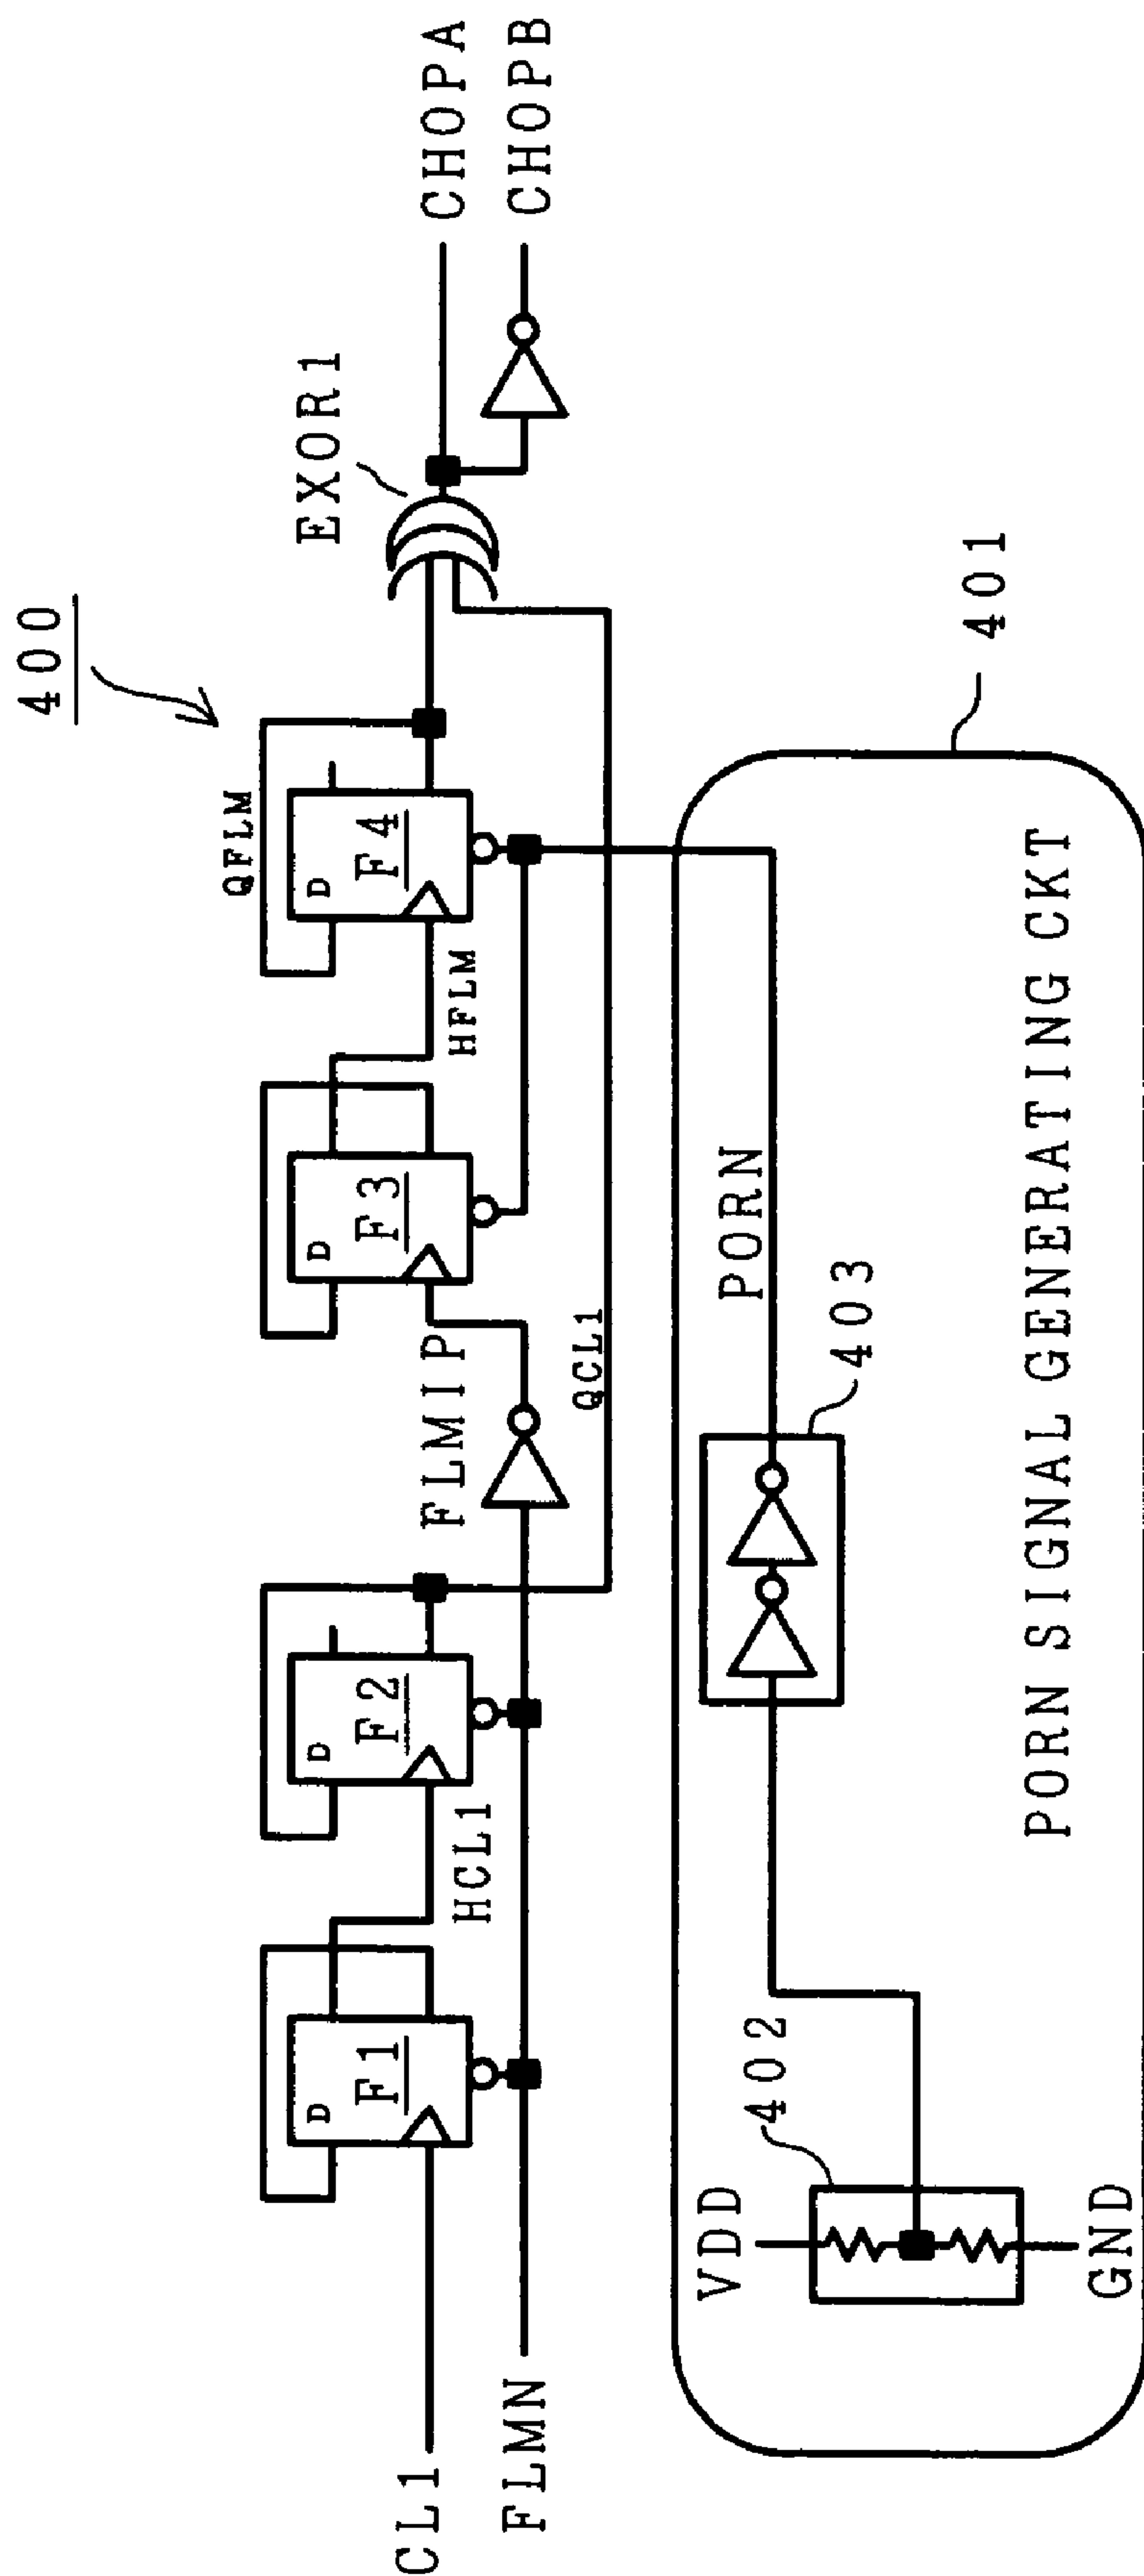 400
EXOR1
CHOPA
CHOPB
QFLM
D
F1
D
F2
D
F3
D
F4
HCL1
FLMIP
HFLM
QCL1
CL1
FLMN
VDD
402
GND
403
PORN
401
PORN SIGNAL GENERATING CKT